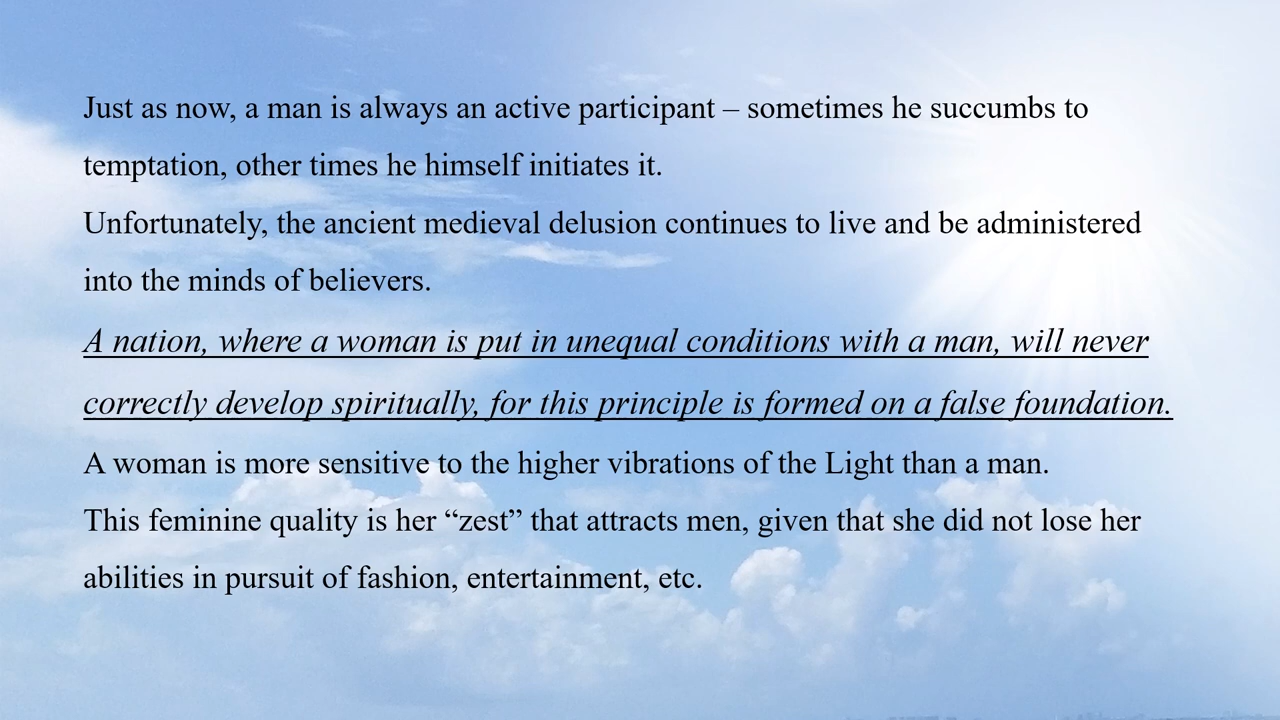 Just as now, a man is always an active participant – sometimes he succumbs to
temptation, other times he himself initiates it.
Unfortunately, the ancient medieval delusion continues to live and be administered
into the minds of believers.
A nation, where a woman is put in unequal conditions with a man, will never
correctly develop spiritually, for this principle is formed on a false foundation.
A woman is more sensitive to the higher vibrations of the Light than a man.
This feminine quality is her “zest” that attracts men, given that she did not lose her
abilities in pursuit of fashion, entertainment, etc.